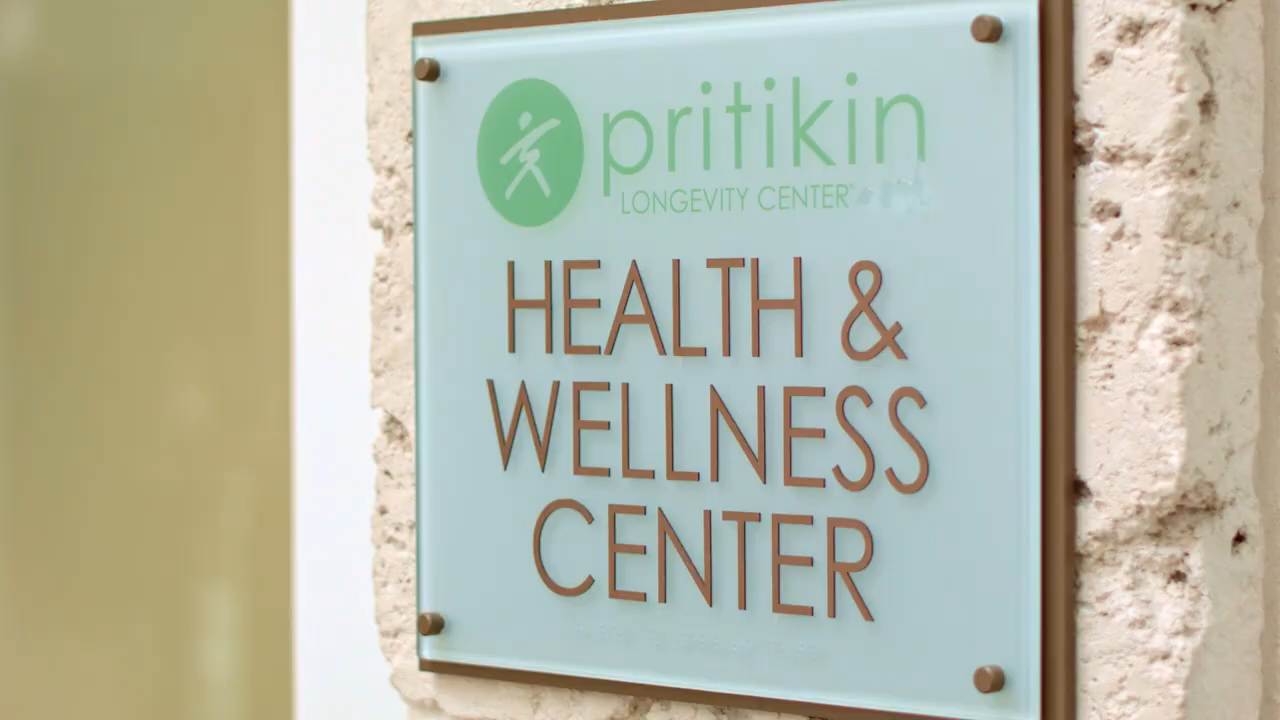 pritikin
LONGEVITY CENTER
HEALTH &
WELLNESS
CENTER